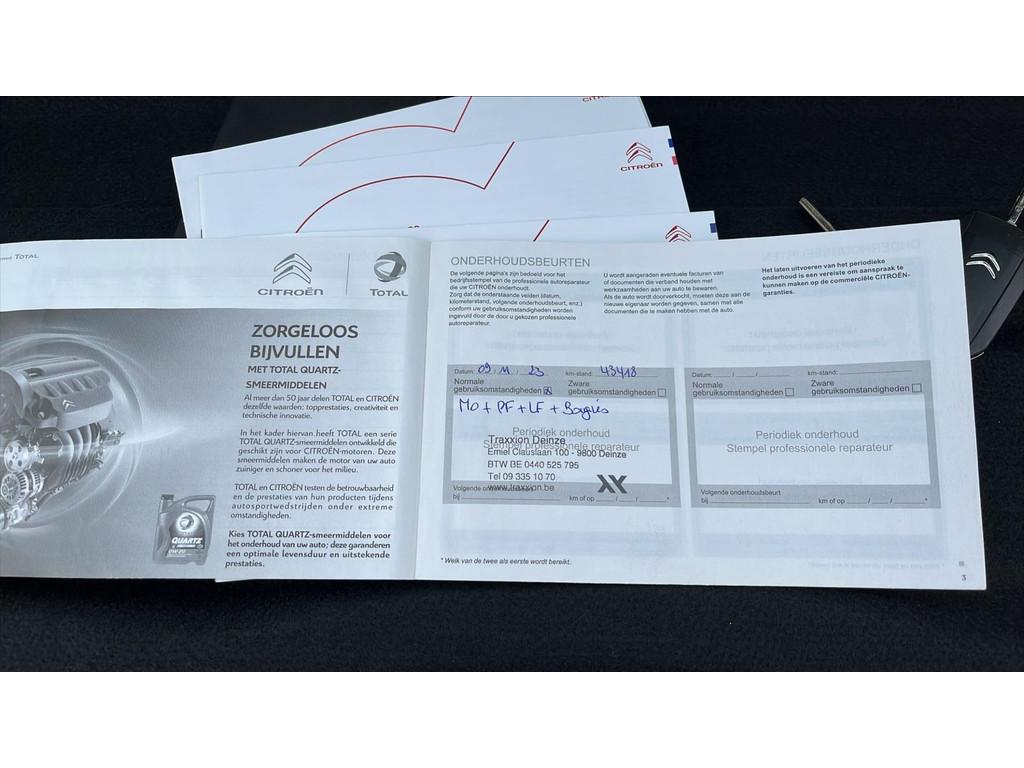 CITROËN
TOTAL
CITROËN
TOTAL
ZORGELOOS
BIJVULLEN
MET TOTAL QUARTZ-
SMEERMIDDELEN
Al meer dan 50 jaar delen TOTAL en CITROËN
dezelfde waarden: topprestaties, creativiteit en
technische innovatie.
In het kader hiervan heeft TOTAL een serie
TOTAL QUARTZ-smeermiddelen ontwikkeld die
geschikt zijn voor CITROËN-motoren. Deze
smeermiddelen maken de motor van uw auto
zuiniger en schoner voor het milieu.
TOTAL en CITROËN testen de betrouwbaarheid
en de prestaties van hun producten tijdens
autosportwedstrijden onder extreme
omstandigheden.
Kies TOTAL QUARTZ-smeermiddelen voor
het onderhoud van uw auto; deze garanderen
een optimale levensduur en uitstekende
prestaties.
QUARTZ
0W-30
ONDERHOUDSBEURTEN
De volgende pagina's zijn bedoeld voor het
bedrijfsstempel van de professionele autoreparateur
die uw CITROËN onderhoudt.
Zorg dat de onderstaande velden (datum,
kilometerstand, volgende onderhoudsbeurt, enz.)
conform uw gebruiksomstandigheden worden
ingevuld door de door u gekozen professionele
autoreparateur.
U wordt aangeraden eventuele facturen van
of documenten die verband houden met
werkzaamheden aan uw auto te bewaren.
Als de auto wordt doorverkocht, moeten deze aan de
nieuwe eigenaar worden gegeven, samen met alle
documenten die te maken hebben met de auto.
Het laten uitvoeren van het periodieke
onderhoud is een vereiste om aanspraak te
kunnen maken op de commerciële CITROËN-
garanties.
Datum: 09 / 11 / 23 km-stand: 43418
Normale
gebruiksomstandigheden
Zware
gebruiksomstandigheden
MO + PF + LF + Bougies
Periodiek onderhoud
Stempel professionele reparateur
Traxxion Deinze
Emiel Clauslaan 100 - 9800 Deinze
BTW BE 0440 525 795
Tel 09 335 10 70
www.traxxion.be
XX
Volgende onderhoudsbeurt
bij km of op / / *
Datum: / / km-stand:
Normale
gebruiksomstandigheden
Zware
gebruiksomstandigheden
Periodiek onderhoud
Stempel professionele reparateur
Volgende onderhoudsbeurt
bij km of op / / *
* Welk van de twee als eerste wordt bereikt.
3